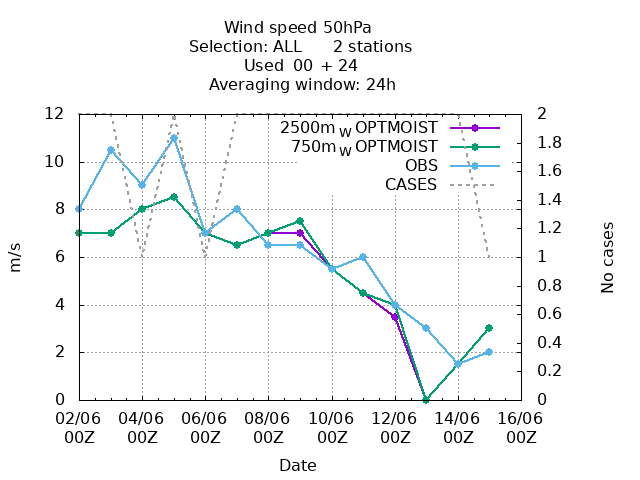 Wind speed 50hPa
Selection: ALL 2 stations
Used 00 + 24
Averaging window: 24h
2500m W OPTMOIST
750m W OPTMOIST
OBS
CASES
12
10
8
6
4
2
0
m/s
2
1.8
1.6
1.4
1.2
1
0.8
0.6
0.4
0.2
0
No cases
02/06 04/06 06/06 08/06 10/06 12/06 14/06 16/06
00Z 00Z 00Z 00Z 00Z 00Z 00Z 00Z
Date